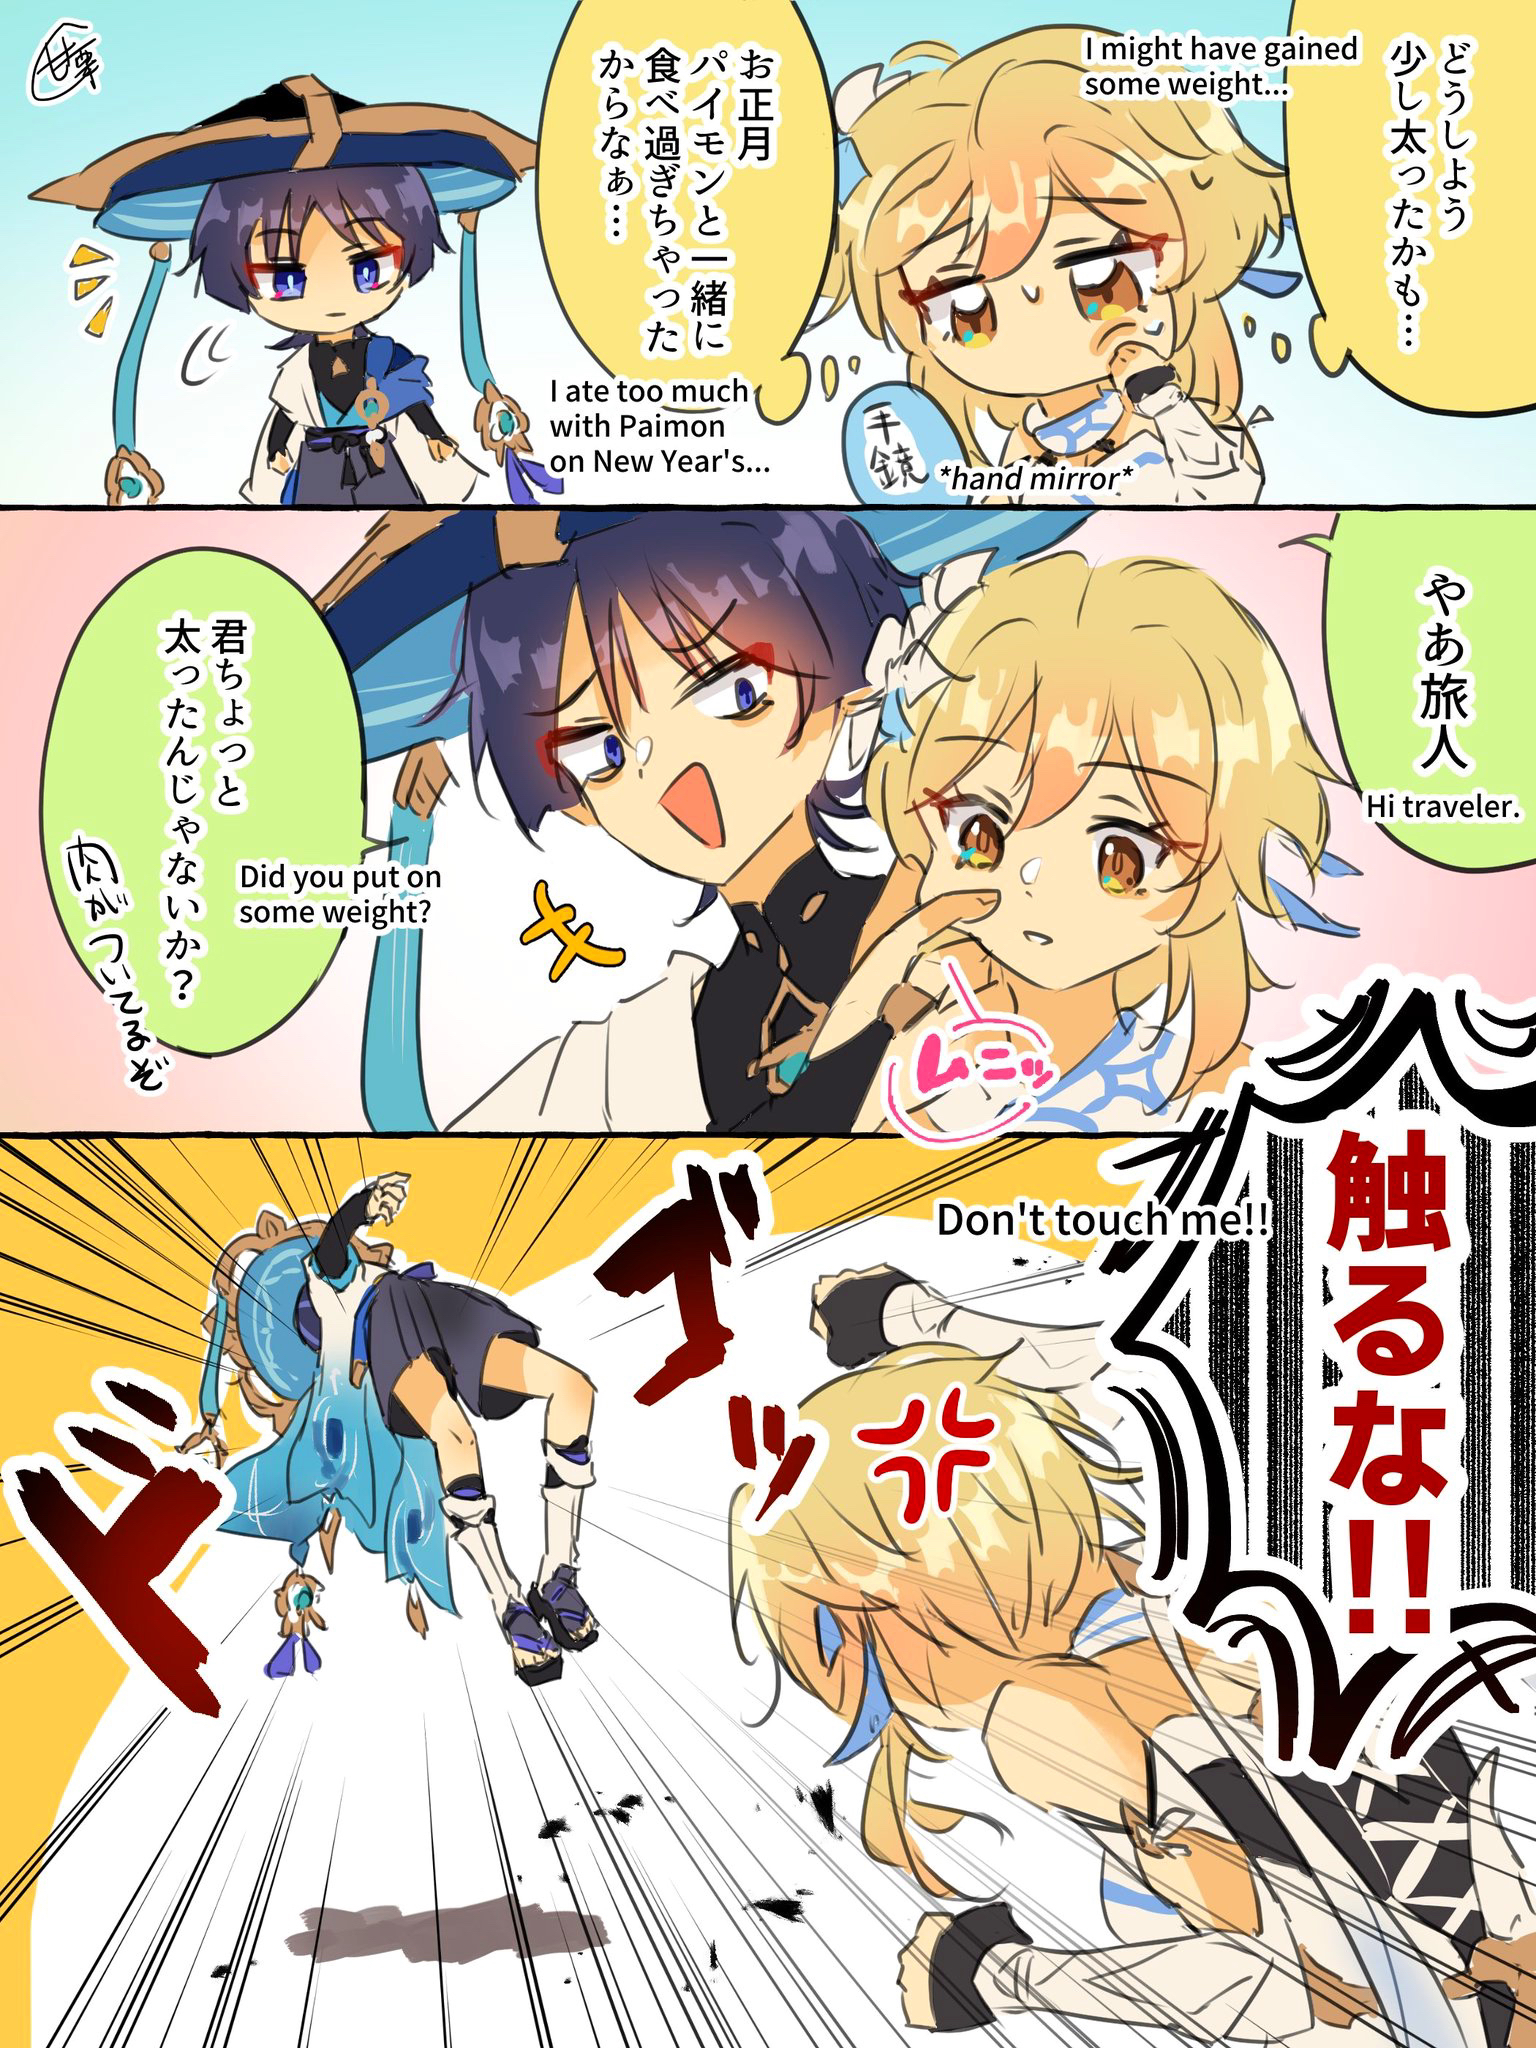 どうしよう
少し太ったかも…
I might have gained
some weight...
お正月
パイモンと一緒に
食べ過ぎちゃった
からなぁ…
I ate too much
with Paimon
on New Year's...
手鏡
*hand mirror*
やあ旅人
Hi traveler.
君ちょっと
太ったんじゃないか?
Did you put on
some weight?
肉がついてるぞ
ムニッ
触るな!!
Don't touch me!!
ドゴッ